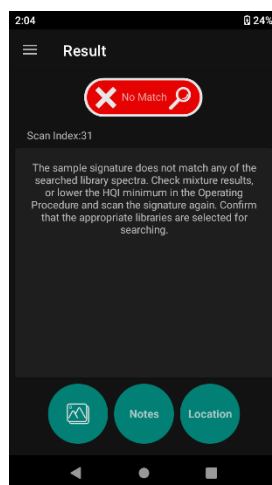 2:04
24%
Result
No Match
Scan Index:31
The sample signature does not match any of the
searched library spectra. Check mixture results,
or lower the HQI minimum in the Operating
Procedure and scan the signature again. Confirm
that the appropriate libraries are selected for
searching.
Notes
Location